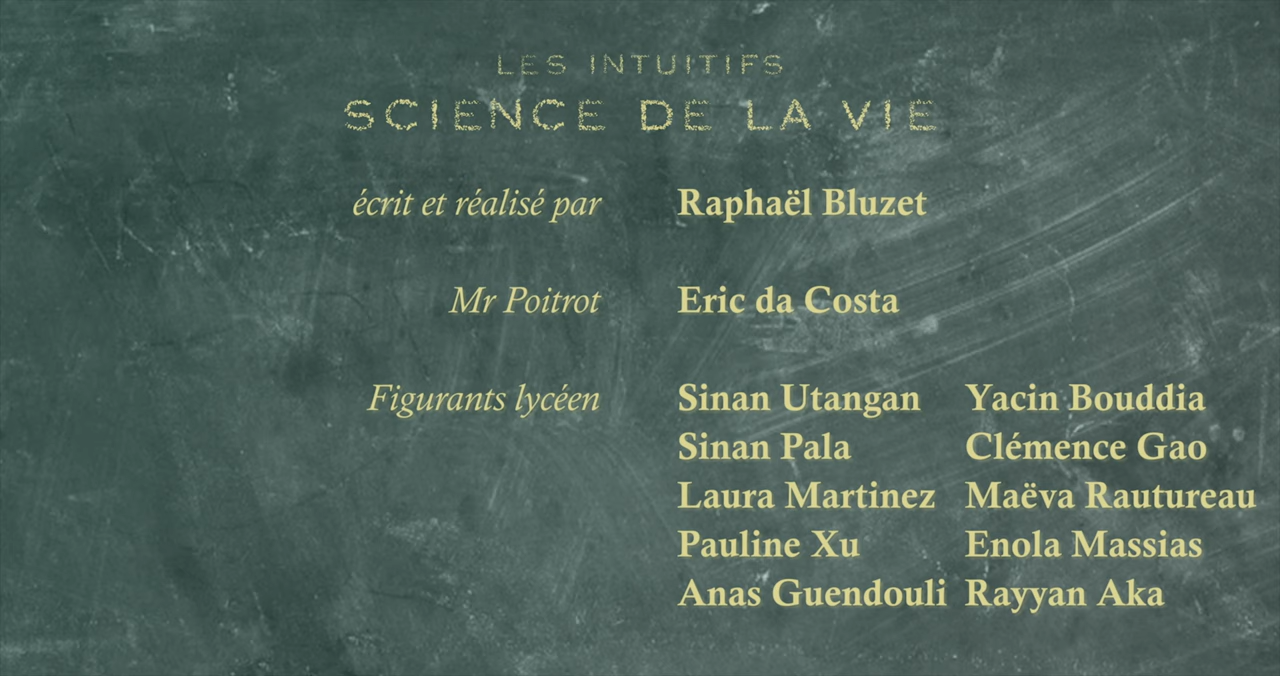 LES INTUITIFS
SCIENCE DE LA VIE
écrit et réalisé par Raphaël Bluzet
Mr Poitrot Eric da Costa
Figurants lycéen Sinan Utangan Yacin Bouddia
Sinan Pala Clémence Gao
Laura Martinez Maëva Rautureau
Pauline Xu Enola Massias
Anas Guendouli Rayyan Aka